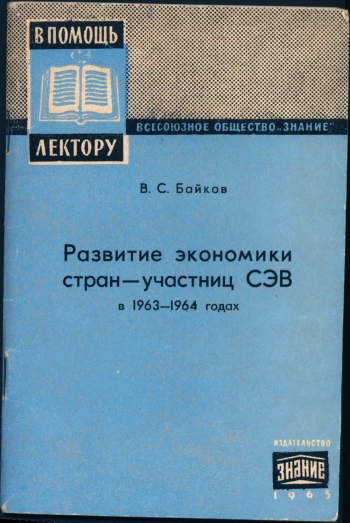 В ПОМОЩЬ
ЛЕКТОРУ
ВСЕСОЮЗНОЕ ОБЩЕСТВО „ЗНАНИЕ"
В. С. Байков
Развитие экономики
стран—участниц СЭВ
в 1963—1964 годах
ИЗДАТЕЛЬСТВО
ЗНАНИЕ
1965